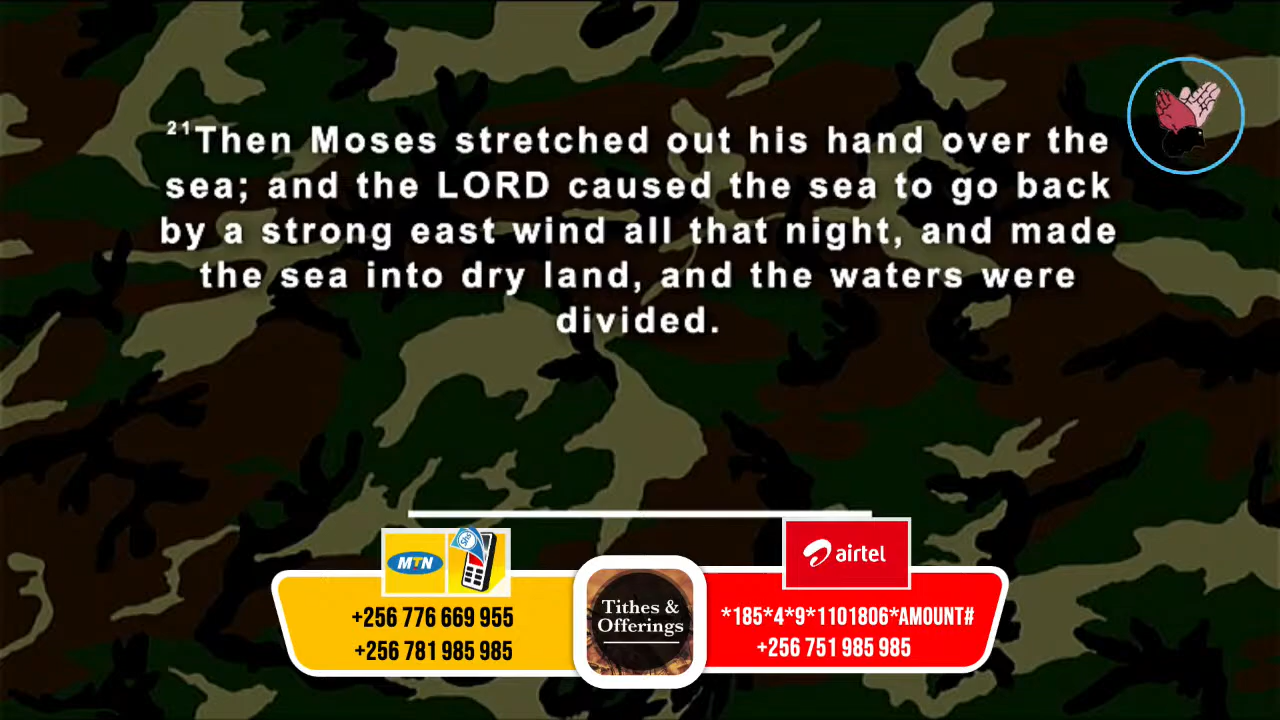 ²¹Then Moses stretched out his hand over the
sea; and the LORD caused the sea to go back
by a strong east wind all that night, and made
the sea into dry land, and the waters were
divided.
MTN
+256 776 669 955
+256 781 985 985
Tithes &
Offerings
airtel
*185*4*9*1101806*AMOUNT#
+256 751 985 985